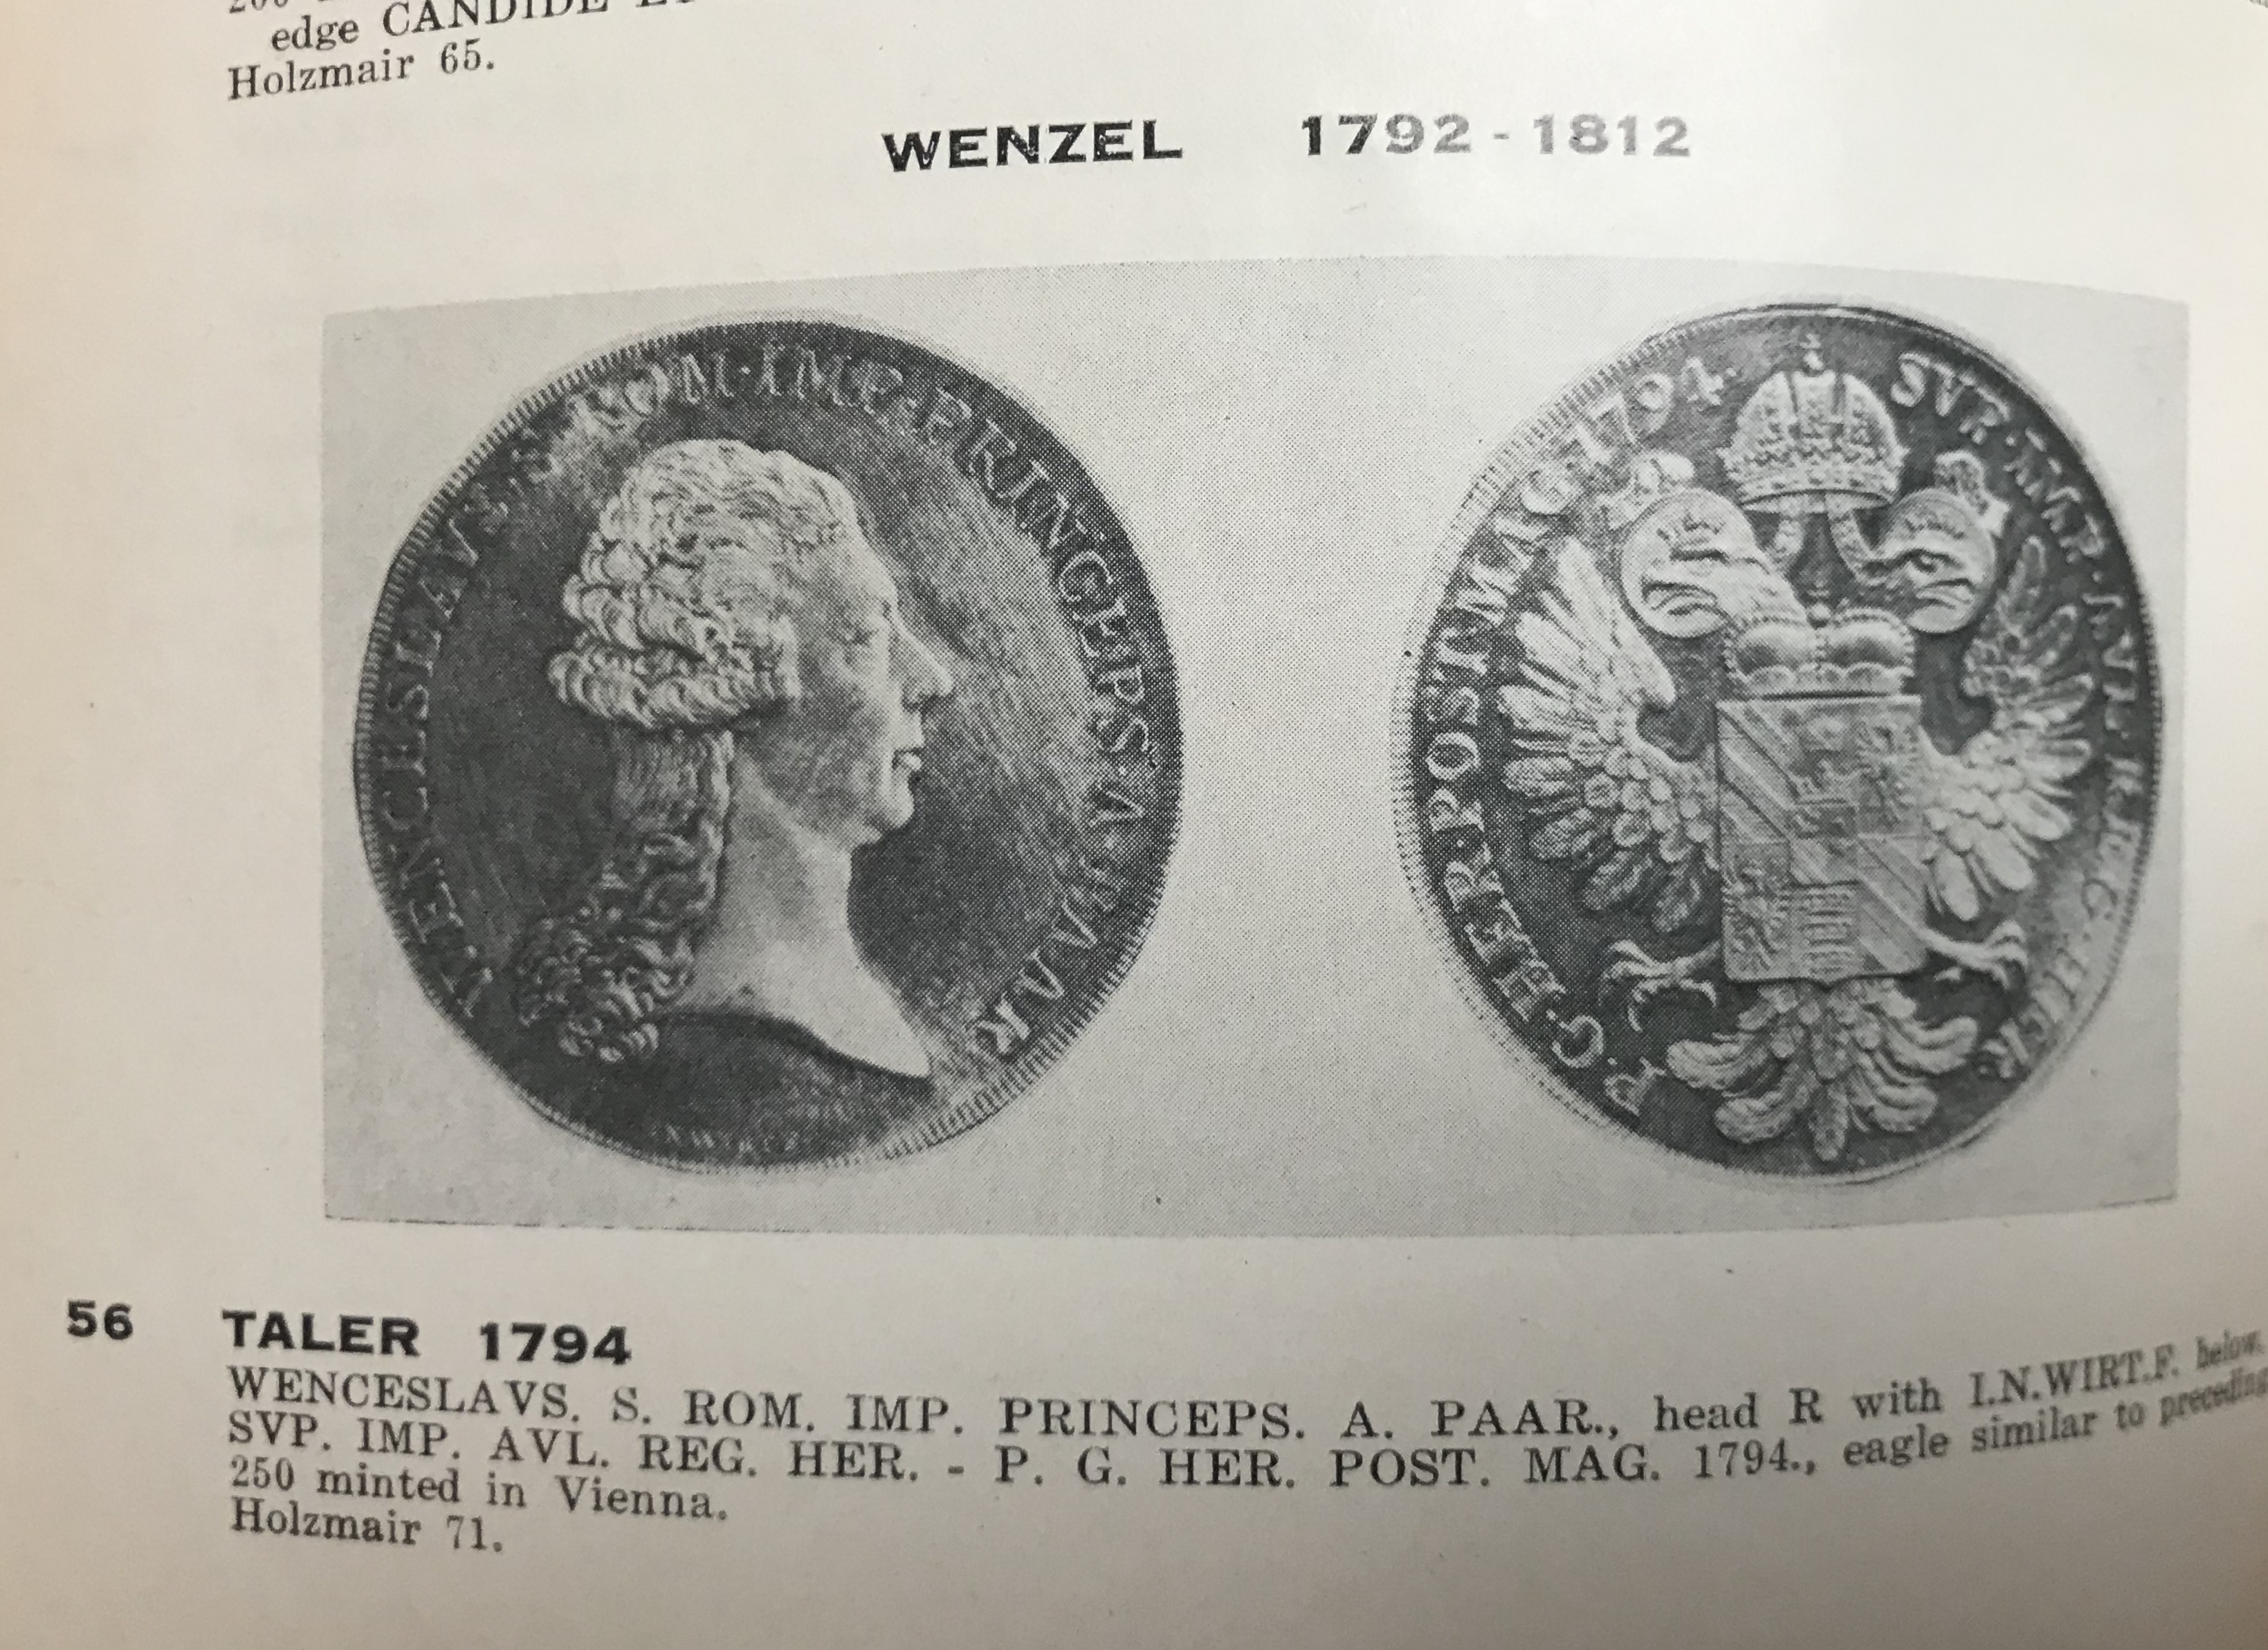 edge CANDIDE
Holzmair 65.
WENZEL 1792 - 1812
WENCESLAVS · ROM · IMP · PRINCEPS · A · PAAR
SVP · IMP · AVL · REG · HER P · G · HER · POST · MAG · 1794 ·
56 TALER 1794
WENCESLAVS. S. ROM. IMP. PRINCEPS. A. PAAR., head R with I.N.WIRT.F. below.
SVP. IMP. AVL. REG. HER. - P. G. HER. POST. MAG. 1794., eagle similar to preceding
250 minted in Vienna.
Holzmair 71.